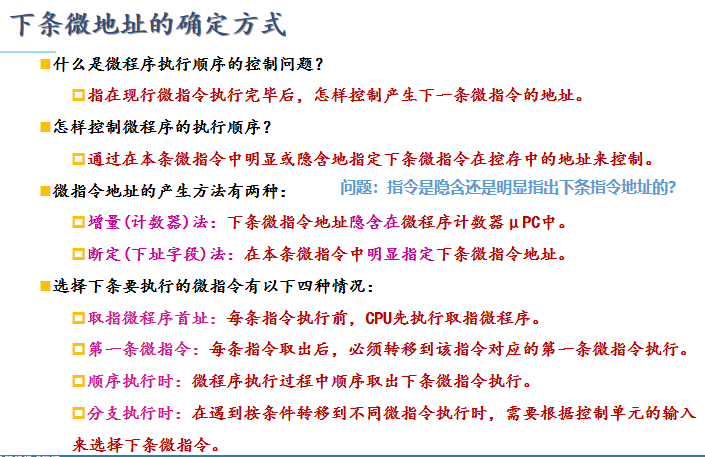 下条微地址的确定方式
什么是微程序执行顺序的控制问题？
指在现行微指令执行完毕后，怎样控制产生下一条微指令的地址。
怎样控制微程序的执行顺序？
通过在本条微指令中明显或隐含地指定下条微指令在控存中的地址来控制。
微指令地址的产生方法有两种： 问题：指令是隐含还是明显指出下条指令地址的?
增量(计数器)法：下条微指令地址隐含在微程序计数器μPC中。
断定(下址字段)法：在本条微指令中明显指定下条微指令地址。
选择下条要执行的微指令有以下四种情况：
取指微程序首址：每条指令执行前，CPU先执行取指微程序。
第一条微指令：每条指令取出后，必须转移到该指令对应的第一条微指令执行。
顺序执行时：微程序执行过程中顺序取出下条微指令执行。
分支执行时：在遇到按条件转移到不同微指令执行时，需要根据控制单元的输入
来选择下条微指令。